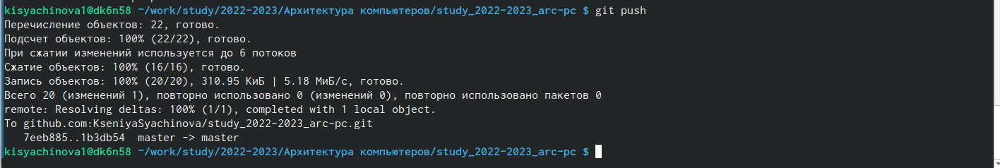 kisyachinova1@dk6n58 ~/work/study/2022-2023/Архитектура компьютеров/study_2022-2023_arc-pc $ git push
Перечисление объектов: 22, готово.
Подсчет объектов: 100% (22/22), готово.
При сжатии изменений используется до 6 потоков
Сжатие объектов: 100% (16/16), готово.
Запись объектов: 100% (20/20), 310.95 КиБ | 5.18 МиБ/с, готово.
Всего 20 (изменений 1), повторно использовано 0 (изменений 0), повторно использовано пакетов 0
remote: Resolving deltas: 100% (1/1), completed with 1 local object.
To github.com:KseniyaSyachinova/study_2022-2023_arc-pc.git
   7eeb885..1b3db54  master -> master
kisyachinova1@dk6n58 ~/work/study/2022-2023/Архитектура компьютеров/study_2022-2023_arc-pc $